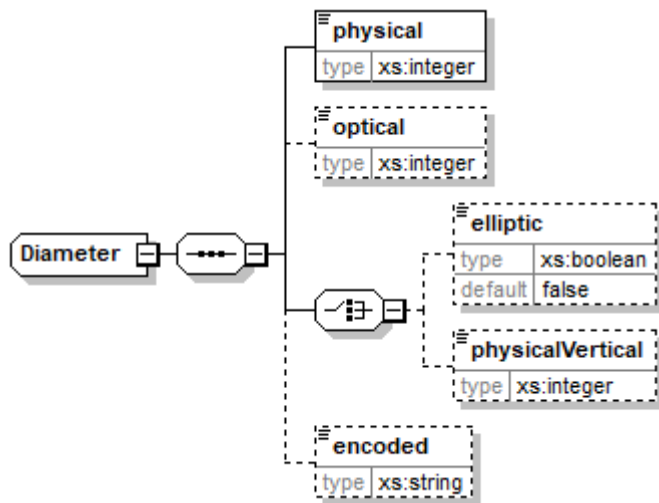 physical
type xs:integer
optical
type xs:integer
Diameter
elliptic
type xs:boolean
default false
physicalVertical
type xs:integer
encoded
type xs:string